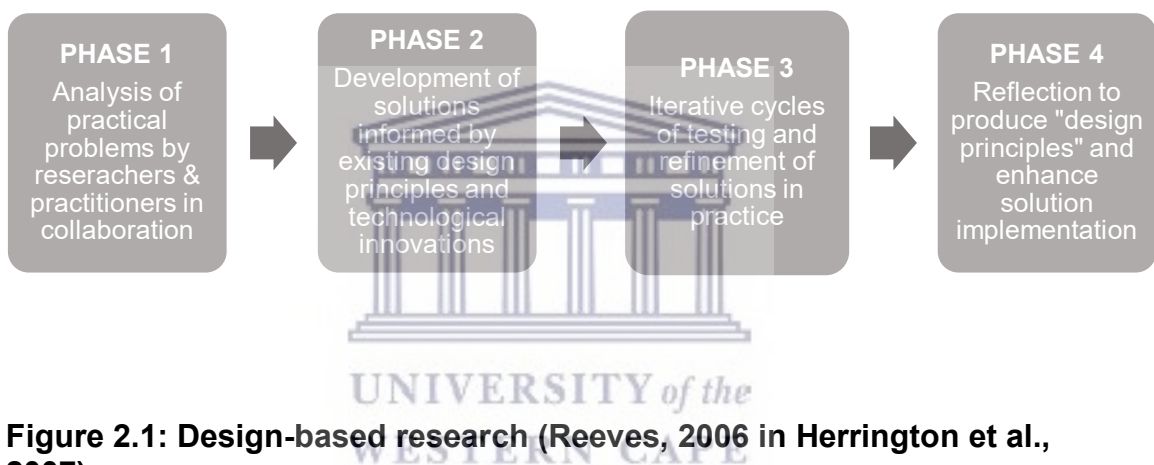 PHASE 1
Analysis of
practical
problems by
reserachers &
practitioners in
collaboration
PHASE 2
Development of
solutions
informed by
existing design
principles and
technological
innovations
PHASE 3
Iterative cycles
of testing and
refinement of
solutions in
practice
PHASE 4
Reflection to
produce "design
principles" and
enhance
solution
implementation
UNIVERSITY of the
WESTERN CAPE
Figure 2.1: Design-based research (Reeves, 2006 in Herrington et al.,